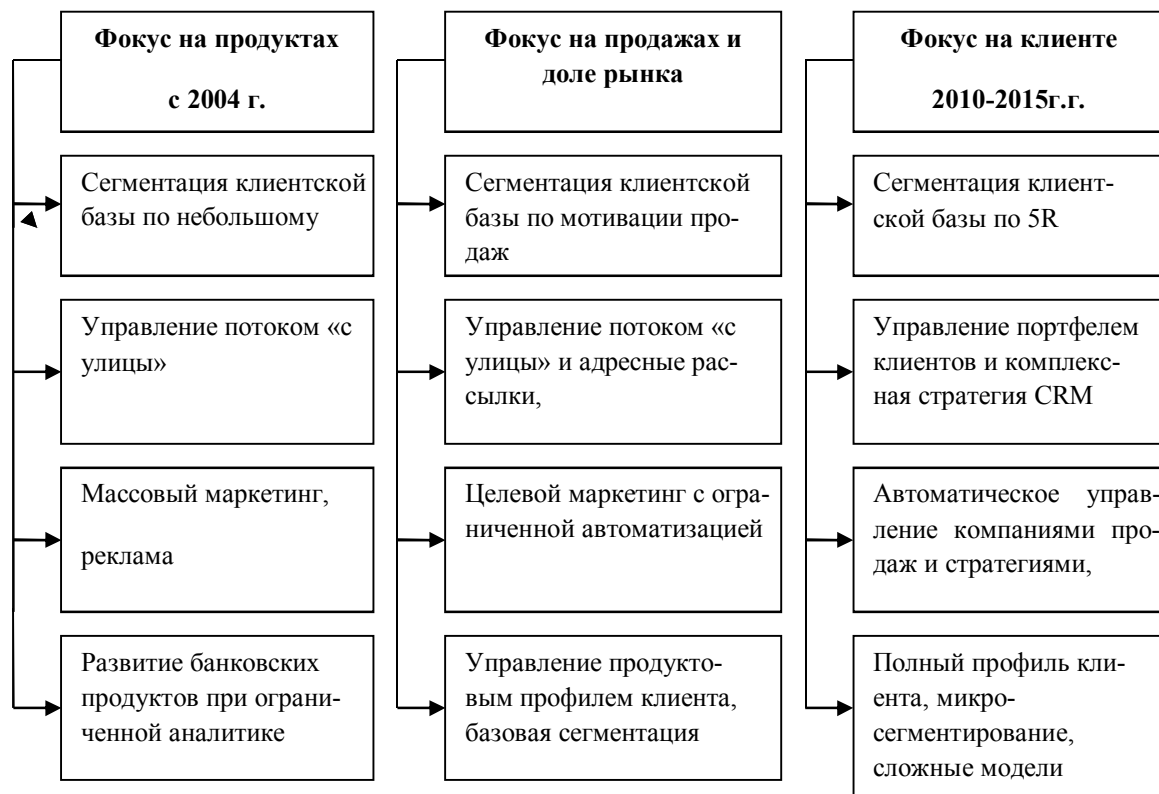 Фокус на продуктах
с 2004 г.
Сегментация клиентской
базы по небольшому
Управление потоком «с
улицы»
Массовый маркетинг,
реклама
Развитие банковских
продуктов при ограни-
ченной аналитике
Фокус на продажах и
доле рынка
Сегментация клиентской
базы по мотивации про-
даж
Управление потоком «с
улицы» и адресные рас-
сылки,
Целевой маркетинг с огра-
ниченной автоматизацией
Управление продукто-
вым профилем клиента,
базовая сегментация
Фокус на клиенте
2010-2015г.г.
Сегментация клиент-
ской базы по 5R
Управление портфелем
клиентов и комплекс-
ная стратегия CRM
Автоматическое управ-
ление компаниями про-
даж и стратегиями,
Полный профиль кли-
ента, микро-
сегментирование,
сложные модели